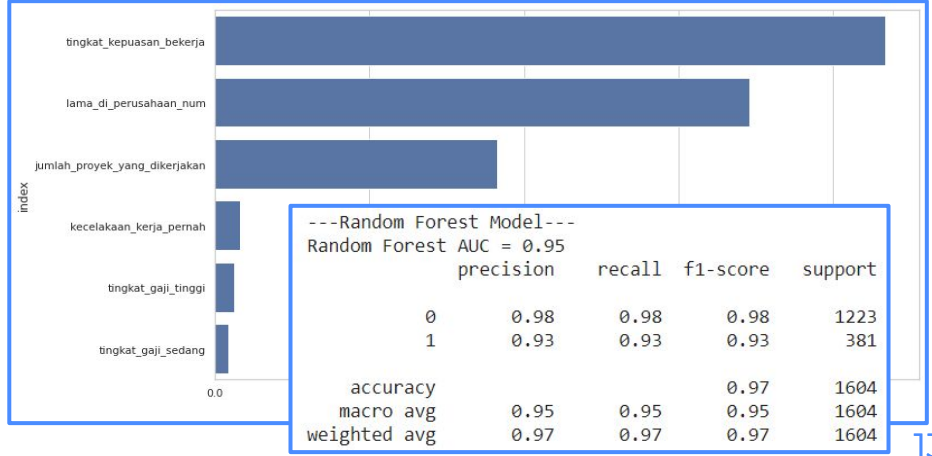 tingkat_kepuasan_bekerja
lama_di_perusahaan_num
jumlah_proyek_yang_dikerjakan
index
kecelakaan_kerja_pernah
tingkat_gaji_tinggi
tingkat_gaji_sedang
0.0
---Random Forest Model---
Random Forest AUC = 0.95
precision recall f1-score support
0 0.98 0.98 0.98 1223
1 0.93 0.93 0.93 381
accuracy 0.97 1604
macro avg 0.95 0.95 0.95 1604
weighted avg 0.97 0.97 0.97 1604